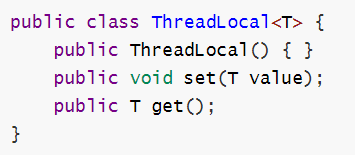 public class ThreadLocal<T> {
    public ThreadLocal() { }
    public void set(T value);
    public T get();
}